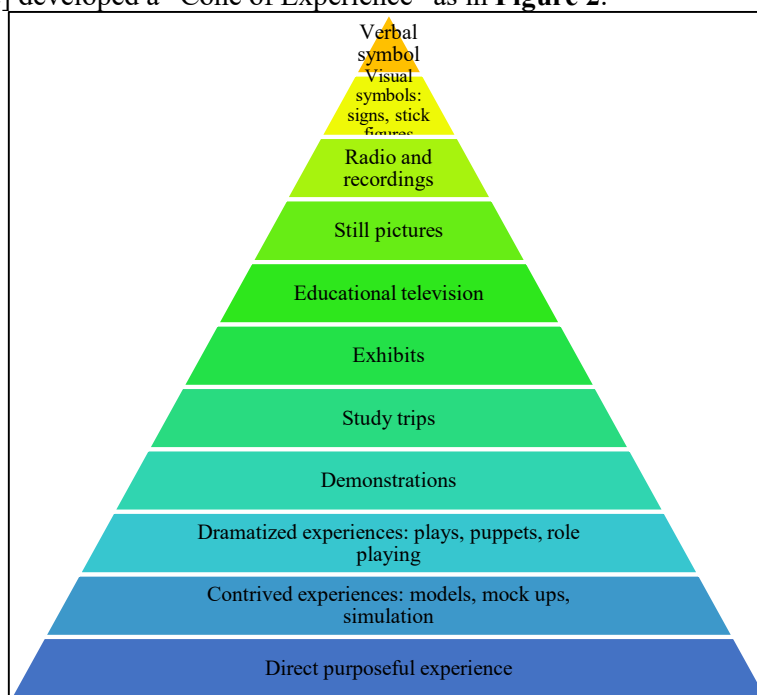 ] developed a "Cone of Experience" as in Figure 2.
Verbal
symbol
Visual
symbols:
signs, stick
figures
Radio and
recordings
Still pictures
Educational television
Exhibits
Study trips
Demonstrations
Dramatized experiences: plays, puppets, role
playing
Contrived experiences: models, mock ups,
simulation
Direct purposeful experience